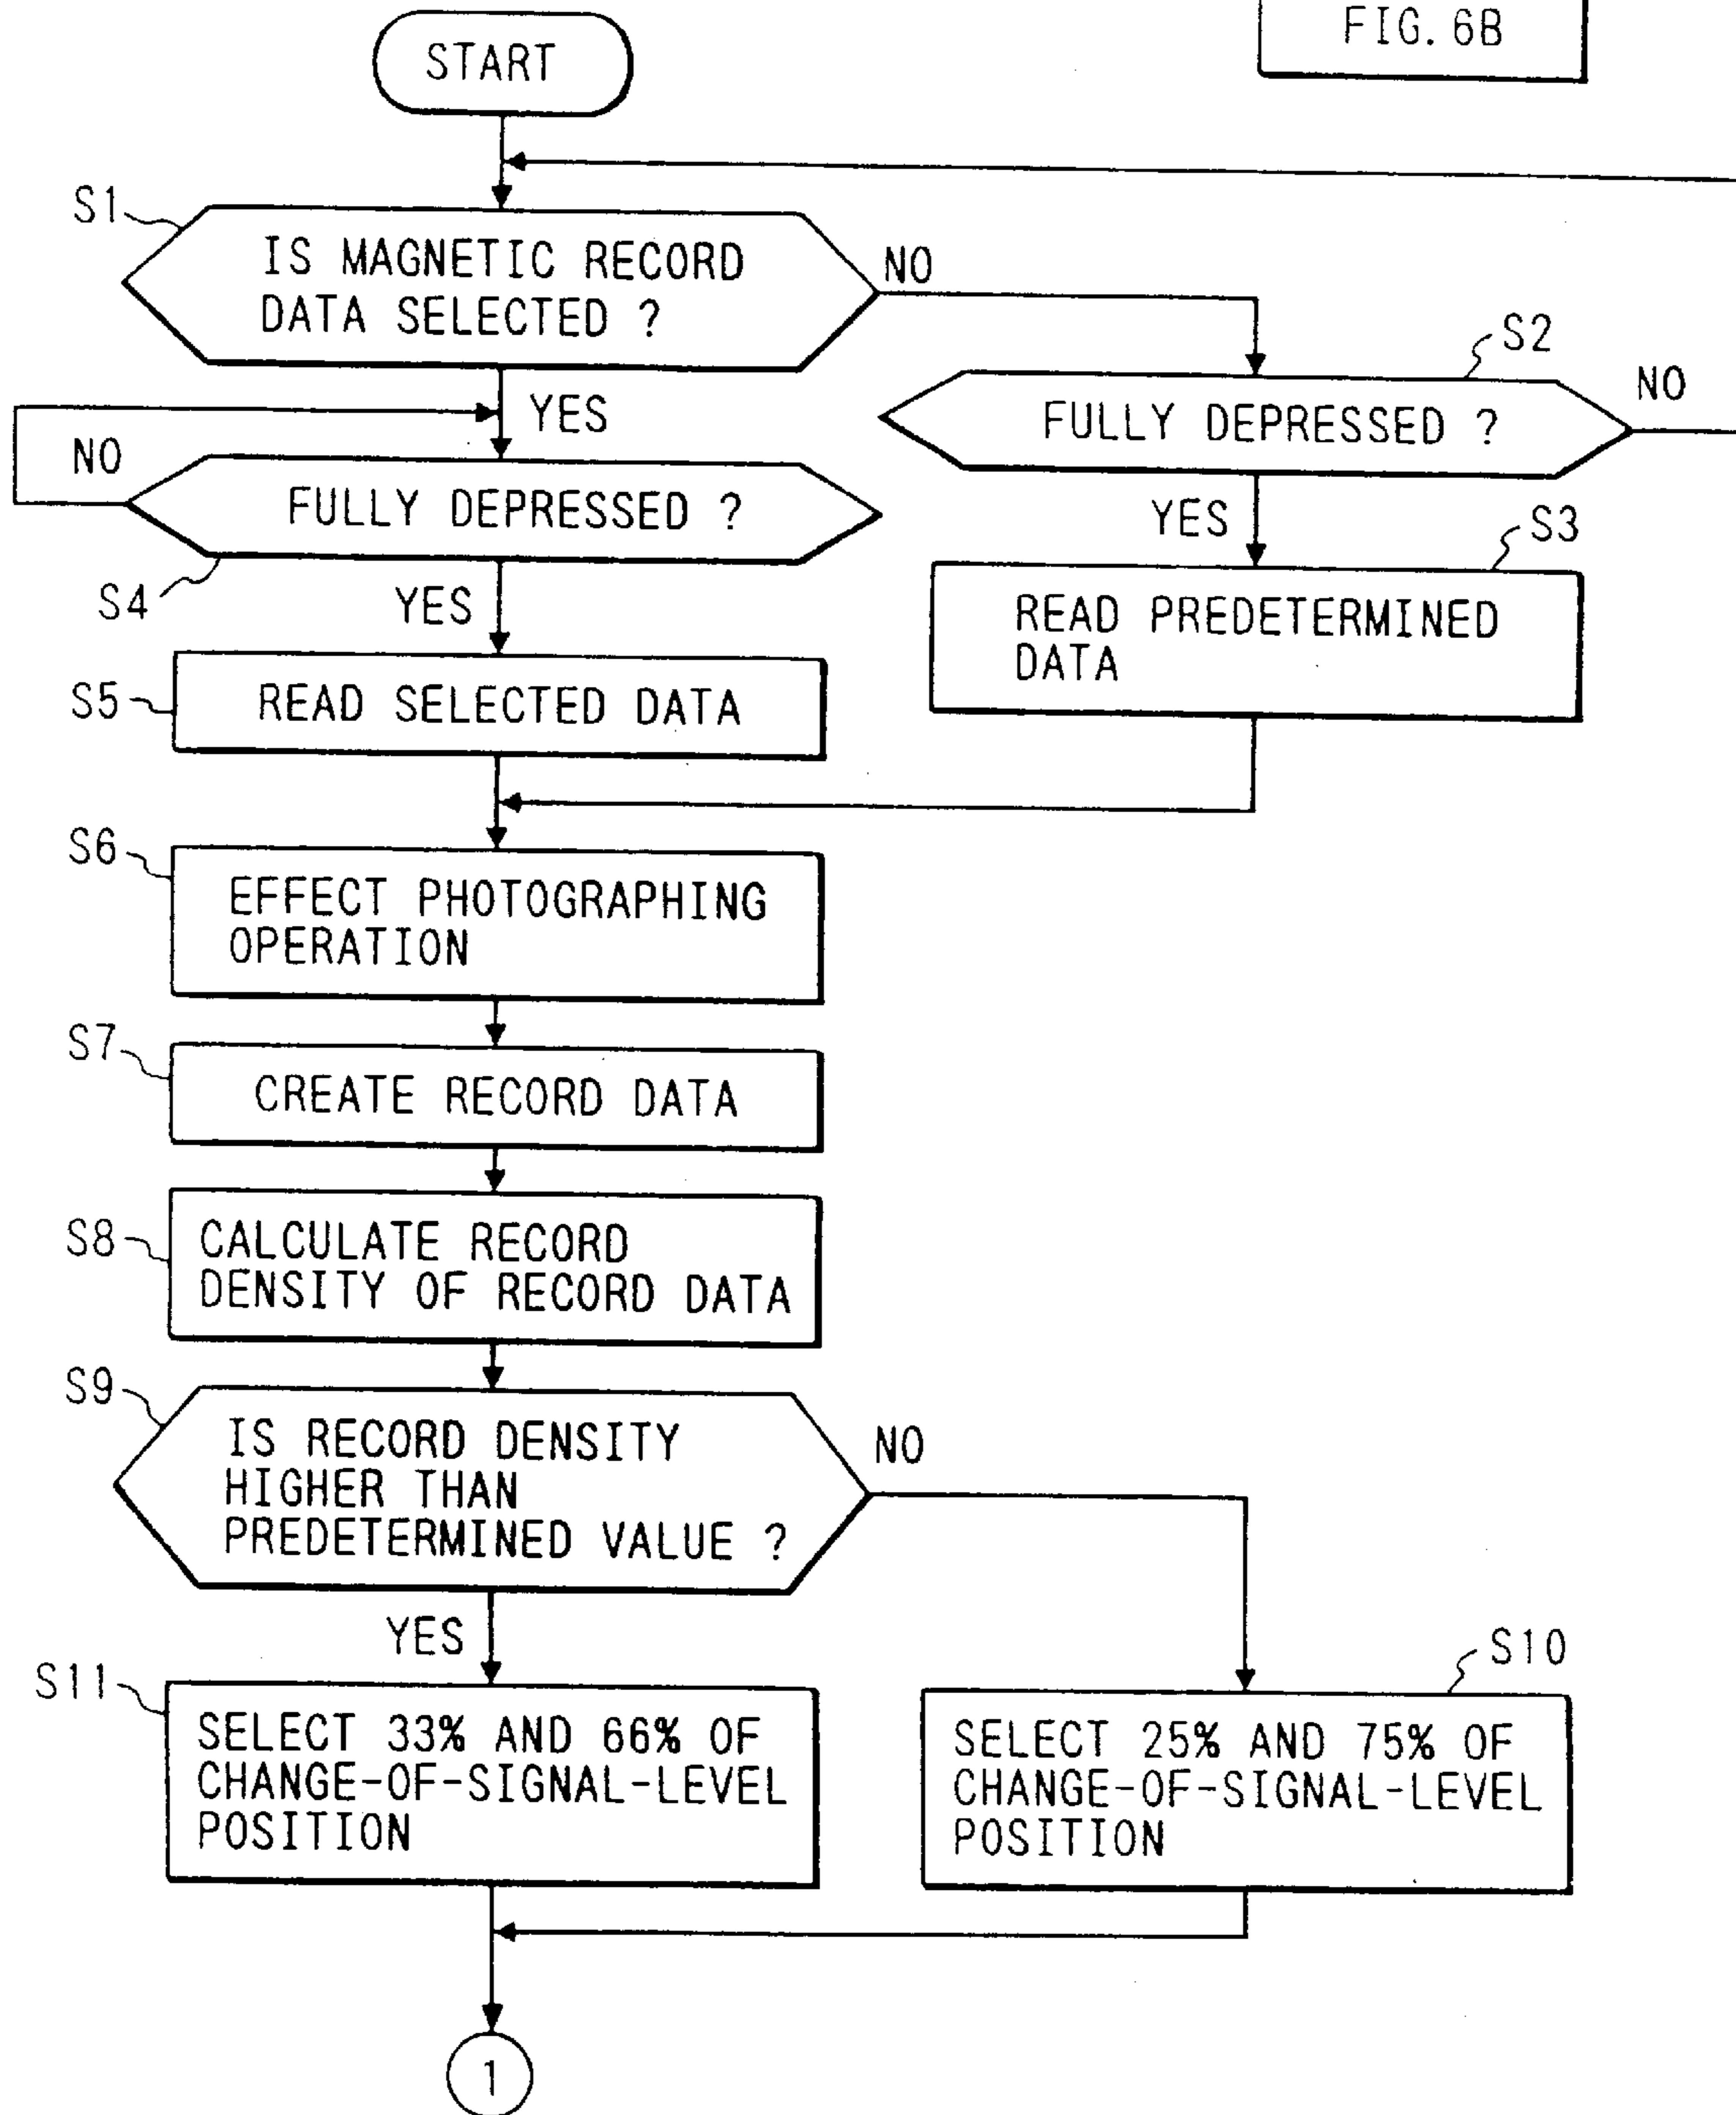 FIG. 6B
START
S1
IS MAGNETIC RECORD
DATA SELECTED ?
NO
YES
S2
FULLY DEPRESSED ?
NO
YES
NO
FULLY DEPRESSED ?
S4
YES
S3
READ PREDETERMINED
DATA
S5
READ SELECTED DATA
S6
EFFECT PHOTOGRAPHING
OPERATION
S7
CREATE RECORD DATA
S8
CALCULATE RECORD
DENSITY OF RECORD DATA
S9
IS RECORD DENSITY
HIGHER THAN
PREDETERMINED VALUE ?
NO
YES
S11
SELECT 33% AND 66% OF
CHANGE-OF-SIGNAL-LEVEL
POSITION
S10
SELECT 25% AND 75% OF
CHANGE-OF-SIGNAL-LEVEL
POSITION
1